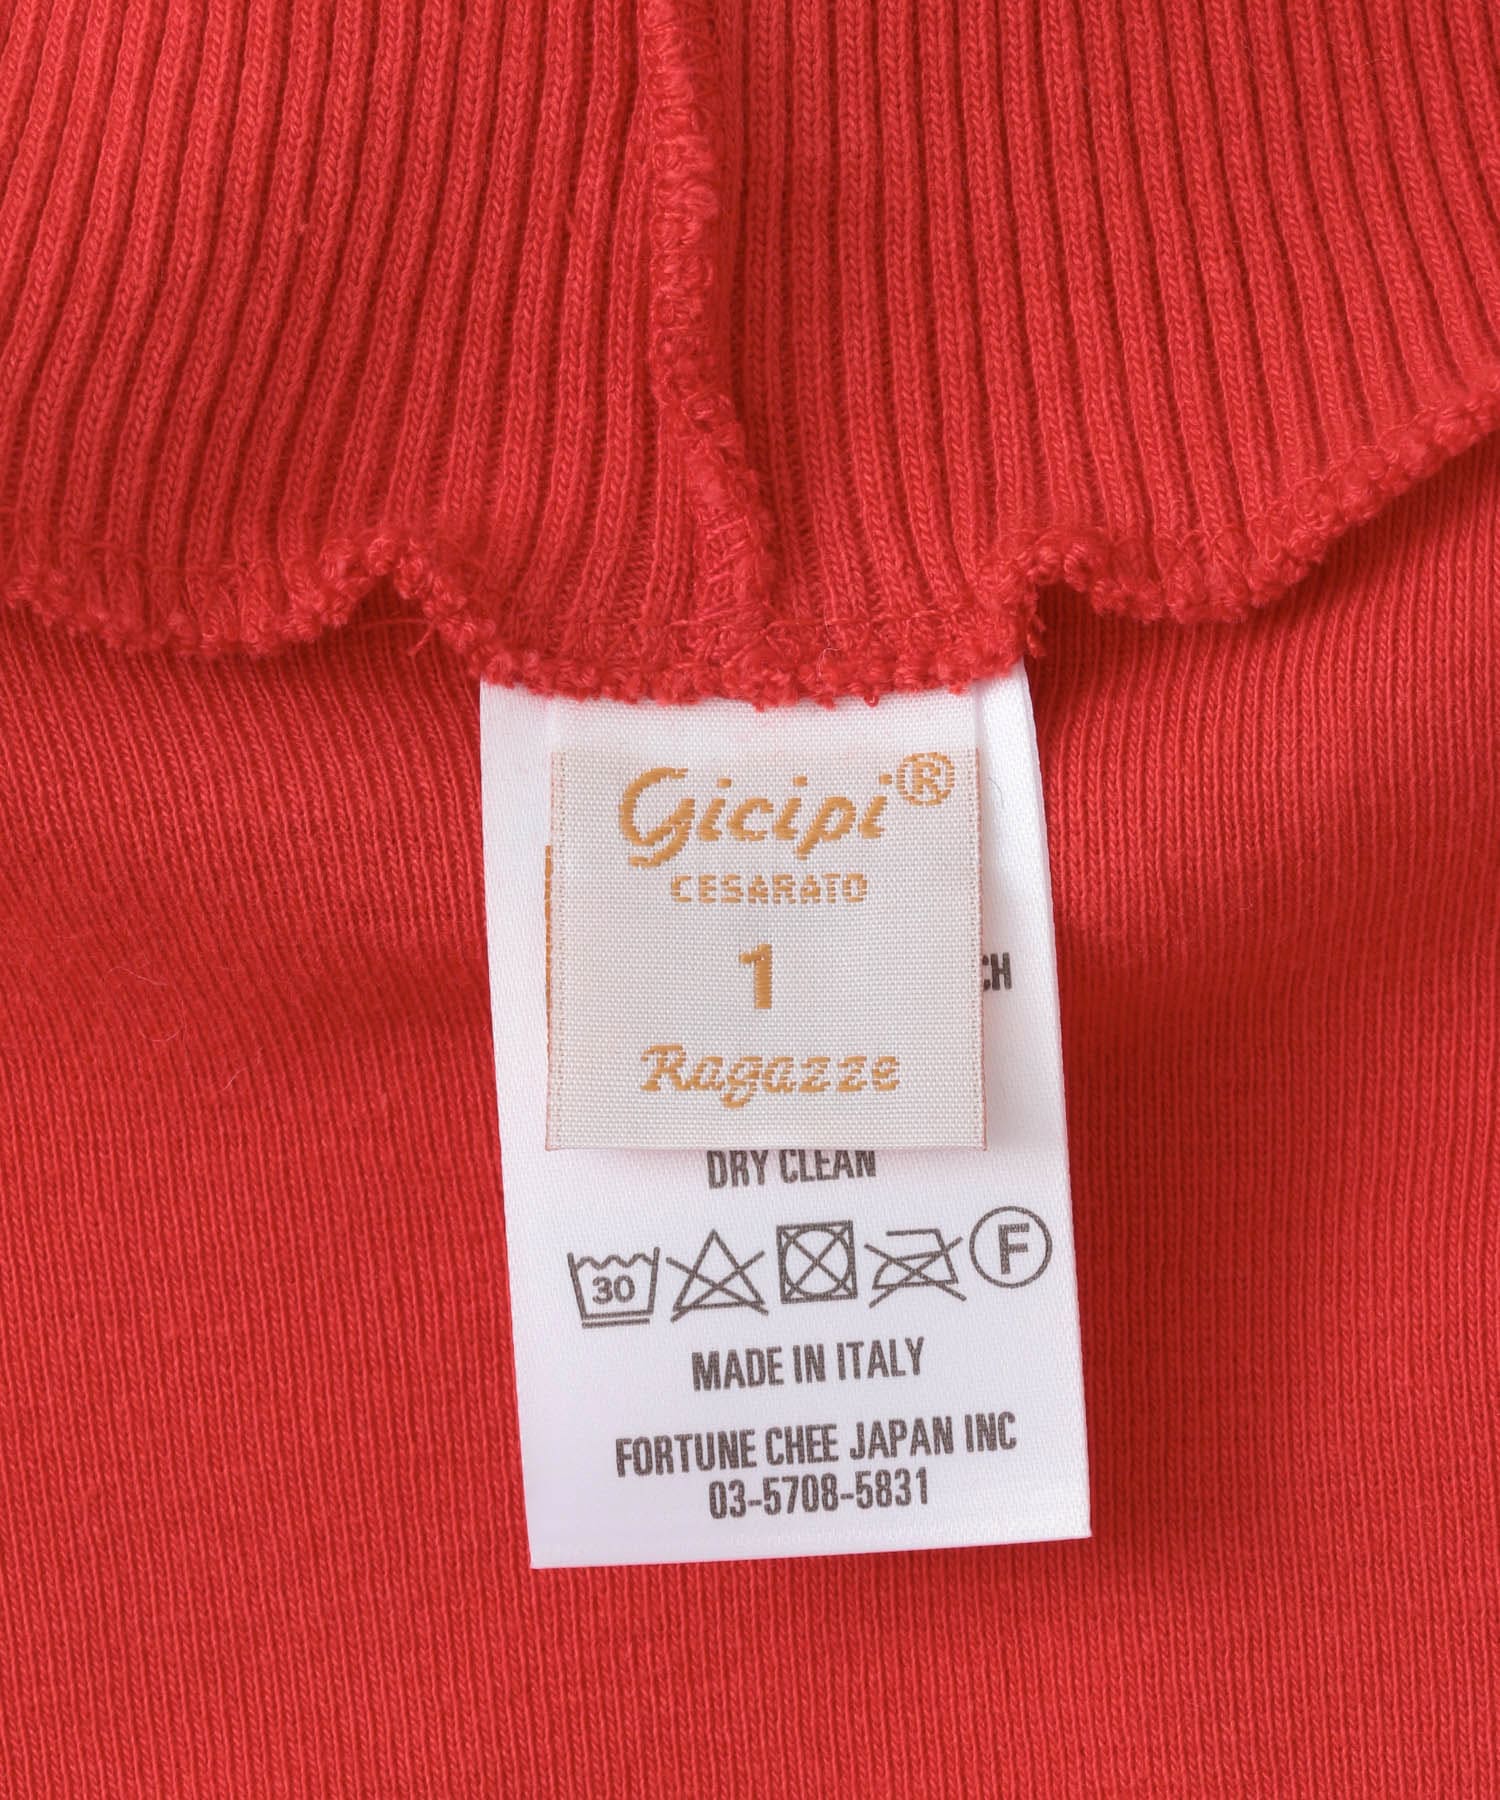 Gicipi®
CESARATO
1
Ragazze
DRY CLEAN
30
F
MADE IN ITALY
FORTUNE CHEE JAPAN INC
03-5708-5831